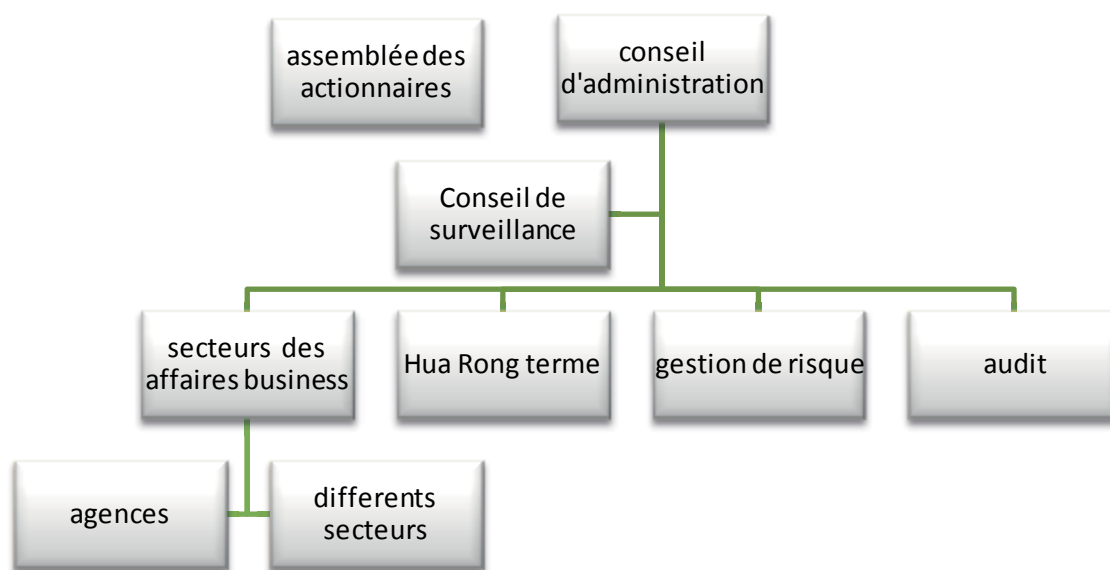 assemblée des
actionnaires
conseil
d'administration
Conseil de
surveillance
secteurs des
affaires business
Hua Rong terme
gestion de risque
audit
agences
differents
secteurs